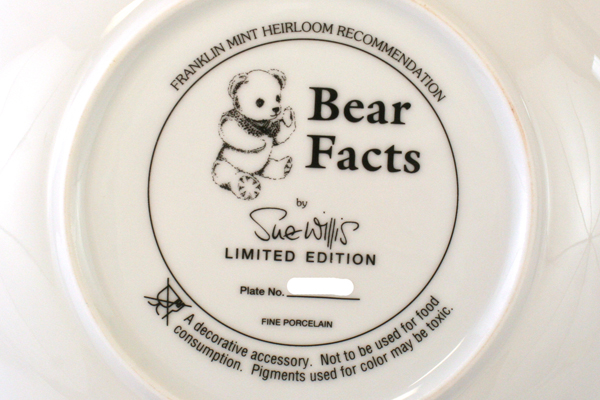 FRANKLIN MINT HEIRLOOM RECOMMENDATION
Bear
Facts
by
Sue Willis
LIMITED EDITION
Plate No.
FINE PORCELAIN
A decorative accessory. Not to be used for food
consumption. Pigments used for color may be toxic.